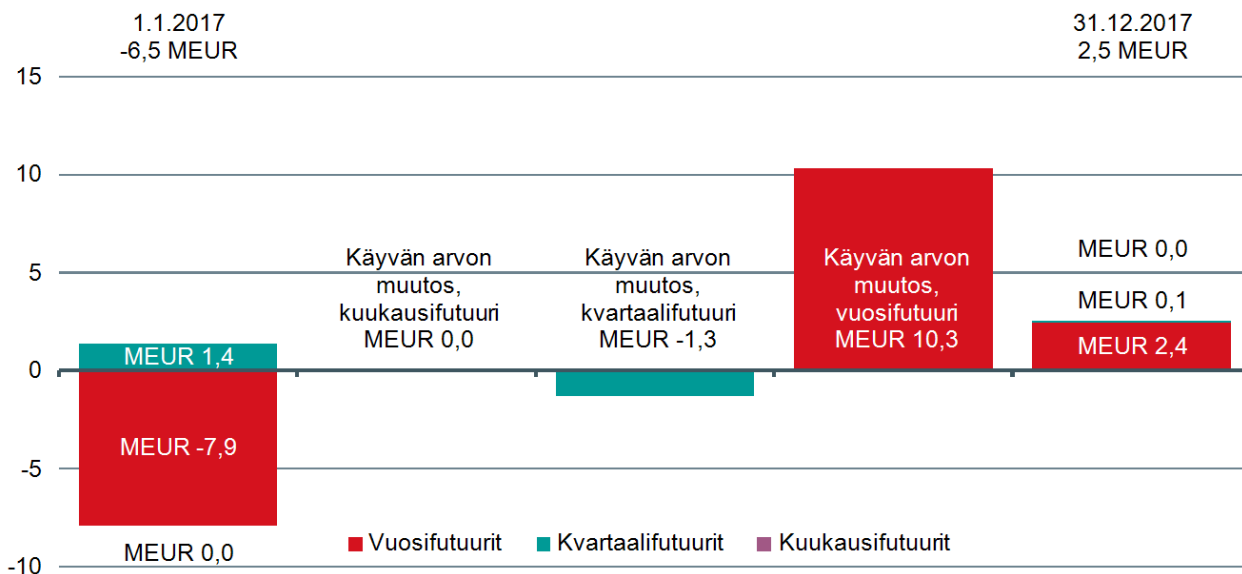 1.1.2017
-6,5 MEUR
31.12.2017
2,5 MEUR
15
10
5
0
-5
-10
MEUR 1,4
MEUR -7,9
MEUR 0,0
Käyvän arvon
muutos,
kuukausifutuuri
MEUR 0,0
Käyvän arvon
muutos,
kvartaalifutuuri
MEUR -1,3
Käyvän arvon
muutos,
vuosifutuuri
MEUR 10,3
MEUR 0,0
MEUR 0,1
MEUR 2,4
Vuosifutuurit
Kvartaalifutuurit
Kuukausifutuurit